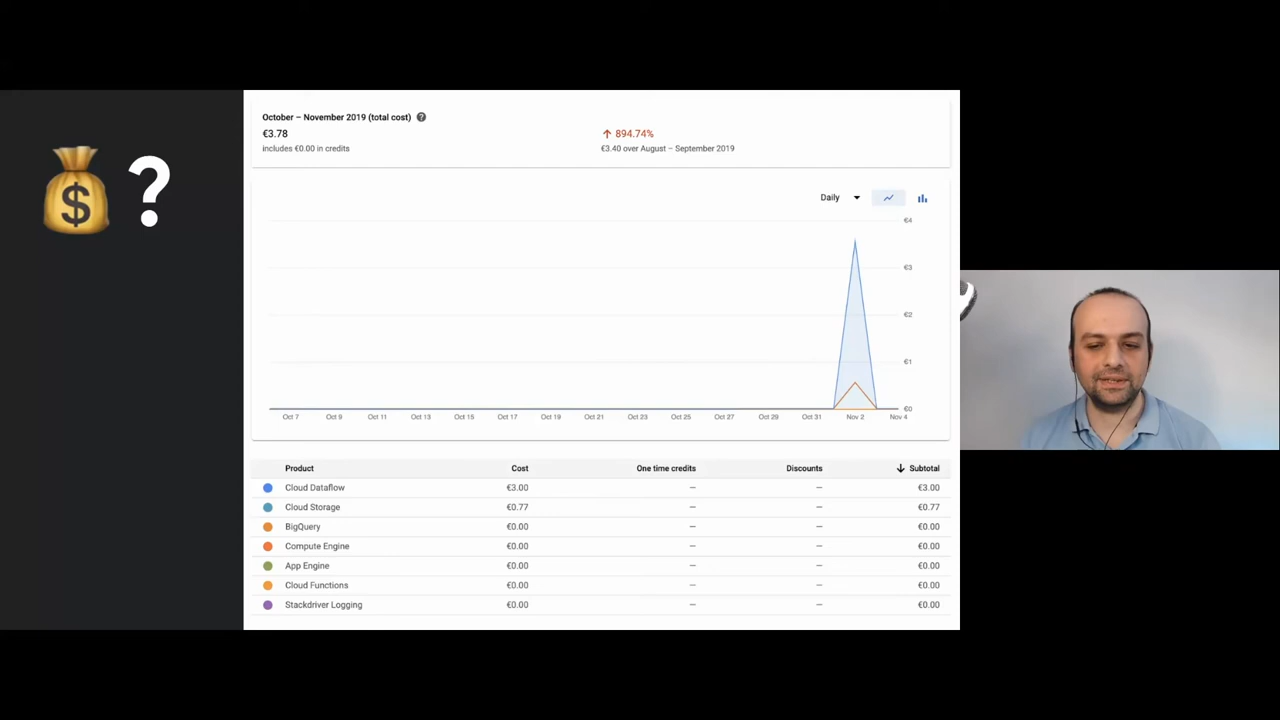 $ ?
October – November 2019 (total cost)
€3.78
includes €0.00 in credits
894.74%
€3.40 over August – September 2019
Daily
€4
€3
€2
€1
€0
Oct 7 Oct 9 Oct 11 Oct 13 Oct 15 Oct 17 Oct 19 Oct 21 Oct 23 Oct 25 Oct 27 Oct 29 Oct 31 Nov 2 Nov 4
Product Cost One time credits Discounts Subtotal
Cloud Dataflow €3.00 – – €3.00
Cloud Storage €0.77 – – €0.77
BigQuery €0.00 – – €0.00
Compute Engine €0.00 – – €0.00
App Engine €0.00 – – €0.00
Cloud Functions €0.00 – – €0.00
Stackdriver Logging €0.00 – – €0.00